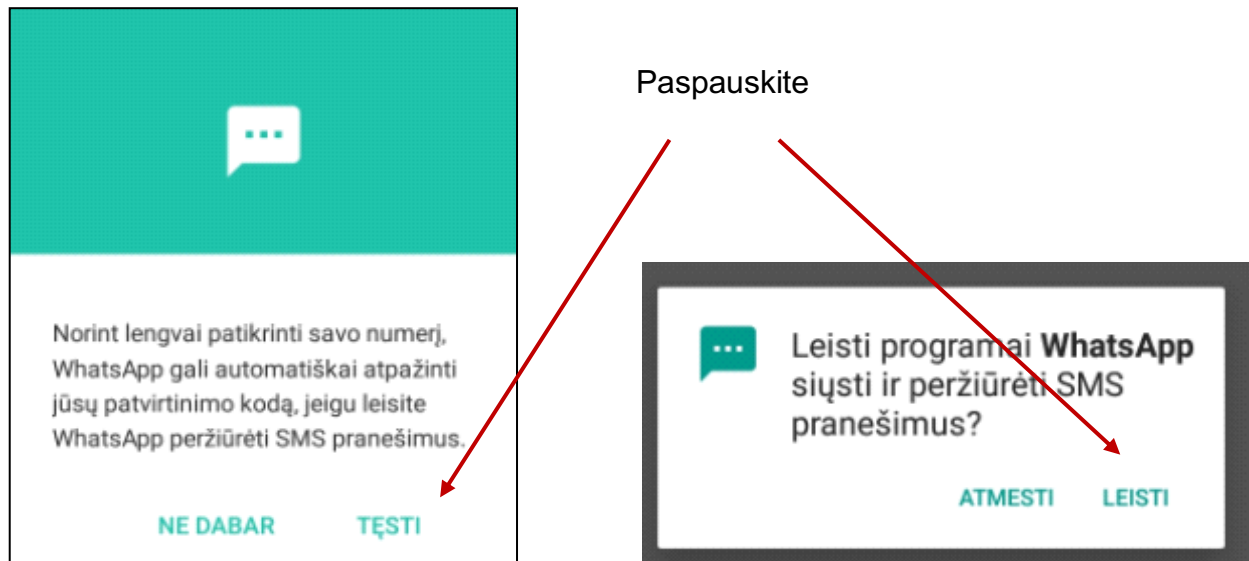 Paspauskite
Norint lengvai patikrinti savo numerį,
WhatsApp gali automatiškai atpažinti
jūsų patvirtinimo kodą, jeigu leisite
WhatsApp peržiūrėti SMS pranešimus.
NE DABAR TĘSTI
Leisti programai WhatsApp
siųsti ir peržiūrėti SMS
pranešimus?
ATMESTI LEISTI